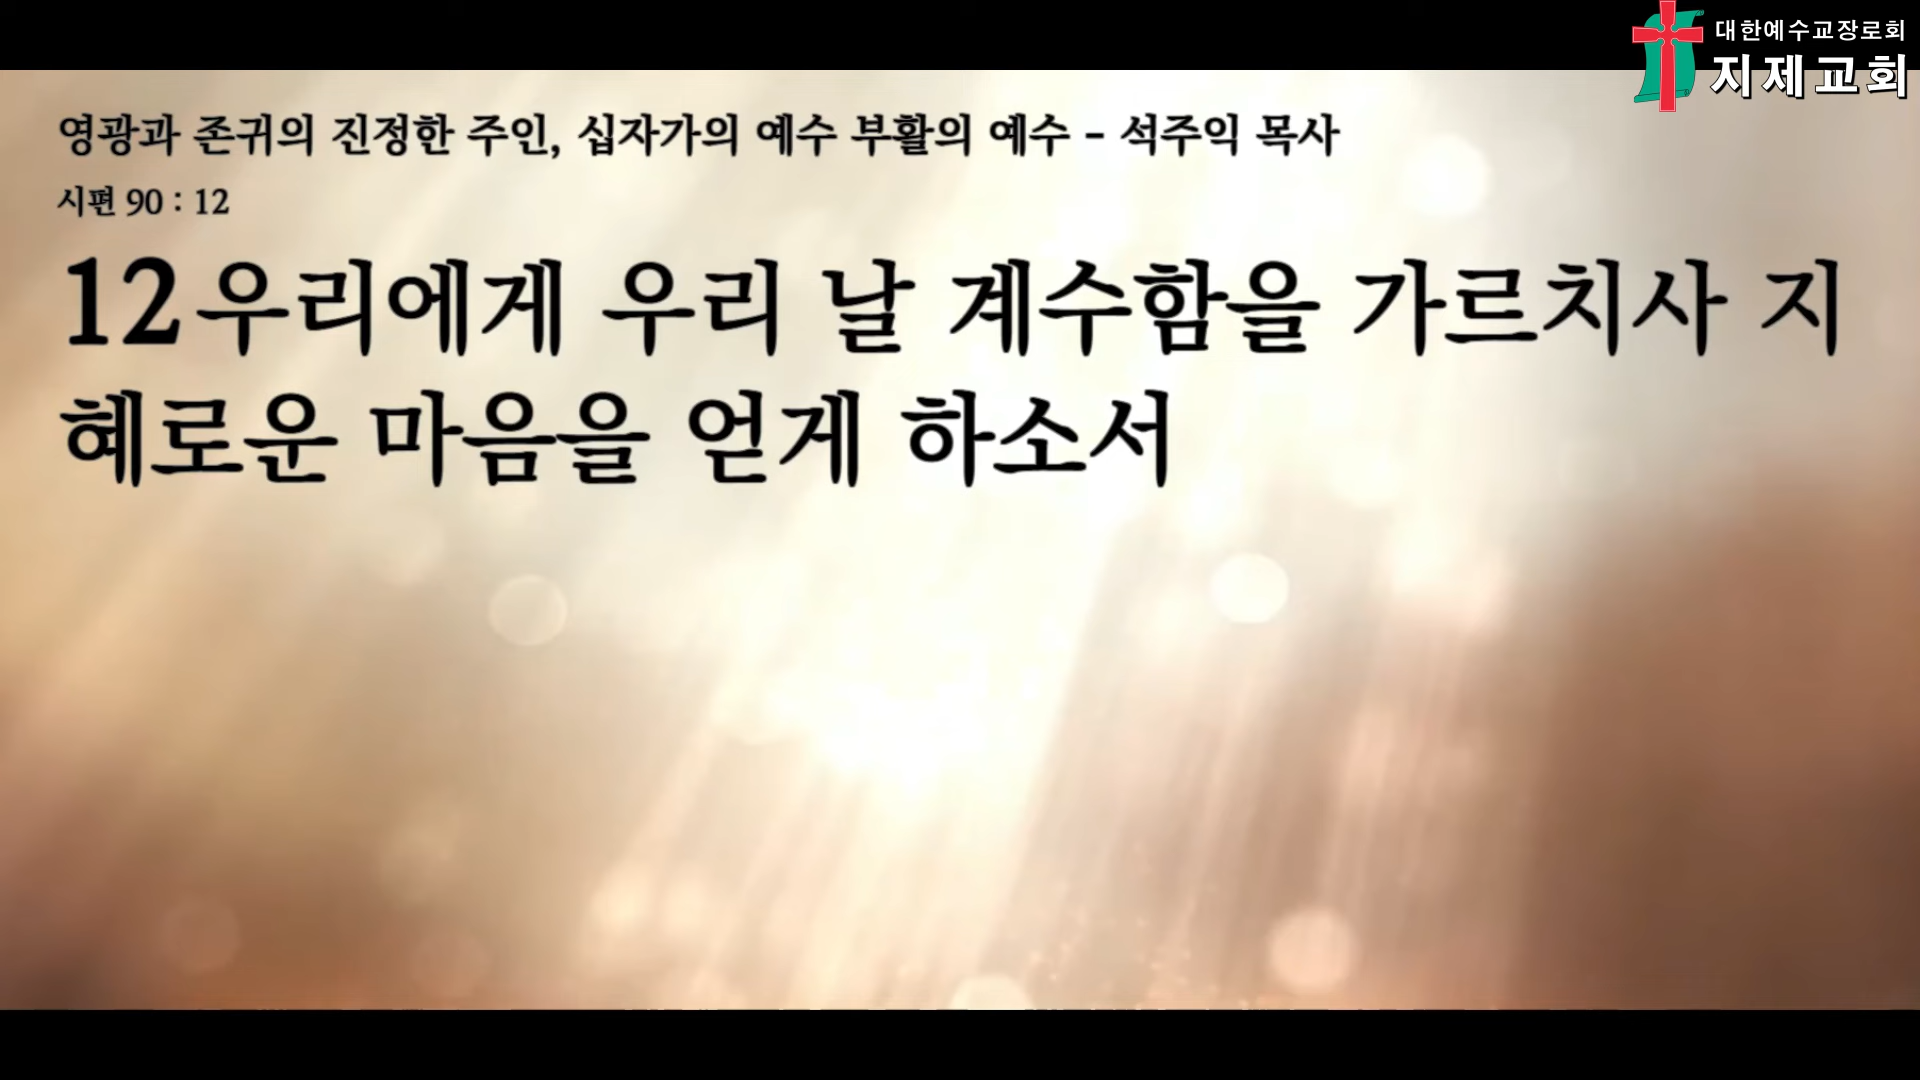 대한예수교장로회
지제교회
영광과 존귀의 진정한 주인, 십자가의 예수 부활의 예수 - 석주익 목사
시편 90 : 12
12우리에게 우리 날 계수함을 가르치사 지
혜로운 마음을 얻게 하소서